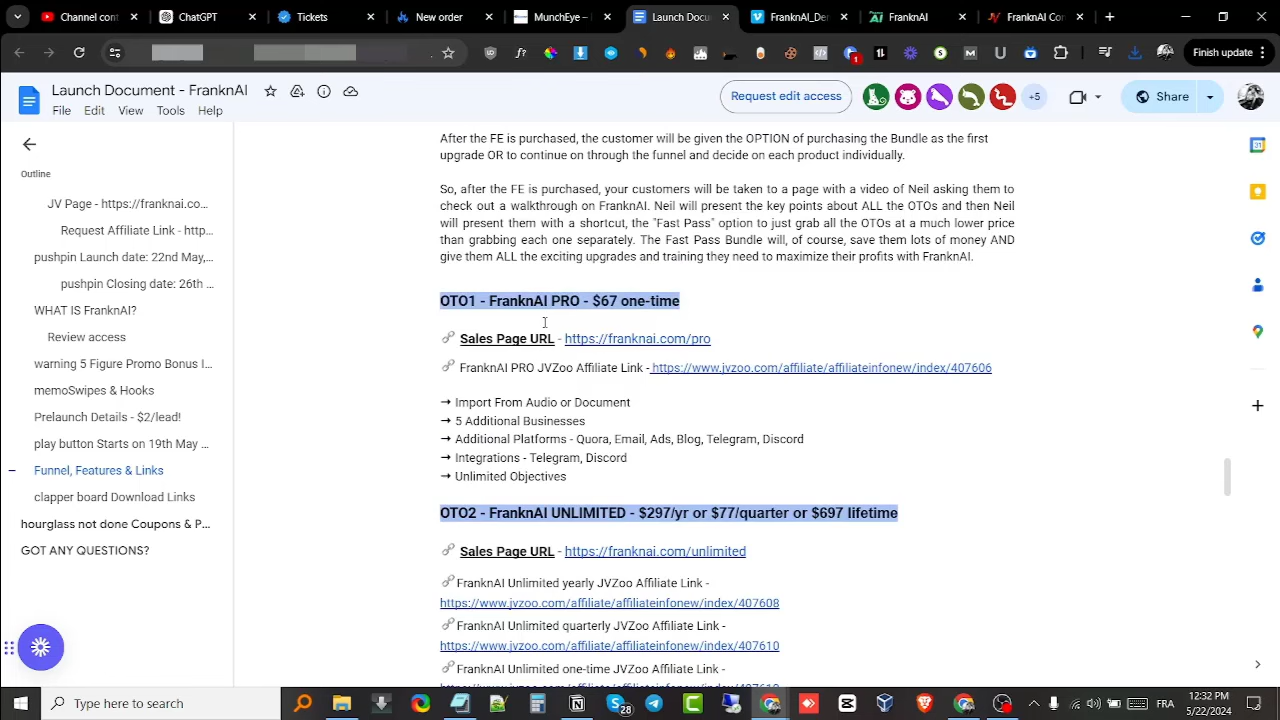 Control you
ChatGPT
Tickets
New order
MunchEye –
Launch Docu
FranknAI_De
FranknAI
FranknAI Co
Finish update
1
Launch Document - FranknAI
File Edit View Tools Help
Request edit access
+5
Share
31
Outline
JV Page - https://franknai.co...
Request Affiliate Link - http...
pushpin Launch date: 22nd May,...
pushpin Closing date: 26th ...
WHAT IS FranknAI?
Review access
warning 5 Figure Promo Bonus I...
memoSwipes & Hooks
Prelaunch Details - $2/lead!
play button Starts on 19th May ...
Funnel, Features & Links
clapper board Download Links
hourglass not done Coupons & P...
GOT ANY QUESTIONS?
After the FE is purchased, the customer will be given the OPTION of purchasing the Bundle as the first
upgrade OR to continue on through the funnel and decide on each product individually.
So, after the FE is purchased, your customers will be taken to a page with a video of Neil asking them to
check out a walkthrough on FranknAI. Neil will present the key points about ALL the OTOs and then Neil
will present them with a shortcut, the "Fast Pass" option to just grab all the OTOs at a much lower price
than grabbing each one separately. The Fast Pass Bundle will, of course, save them lots of money AND
give them ALL the exciting upgrades and training they need to maximize their profits with FranknAI.
OTO1 - FranknAI PRO - $67 one-time
Sales Page URL - https://franknai.com/pro
FranknAI PRO JVZoo Affiliate Link - https://www.jvzoo.com/affiliate/affiliateinfonew/index/407606
→ Import From Audio or Document
→ 5 Additional Businesses
→ Additional Platforms - Quora, Email, Ads, Blog, Telegram, Discord
→ Integrations - Telegram, Discord
→ Unlimited Objectives
OTO2 - FranknAI UNLIMITED - $297/yr or $77/quarter or $697 lifetime
Sales Page URL - https://franknai.com/unlimited
FranknAI Unlimited yearly JVZoo Affiliate Link -
https://www.jvzoo.com/affiliate/affiliateinfonew/index/407608
FranknAI Unlimited quarterly JVZoo Affiliate Link -
https://www.jvzoo.com/affiliate/affiliateinfonew/index/407610
FranknAI Unlimited one-time JVZoo Affiliate Link -
Type here to search
28
FRA
12:32 PM
5/22/2024